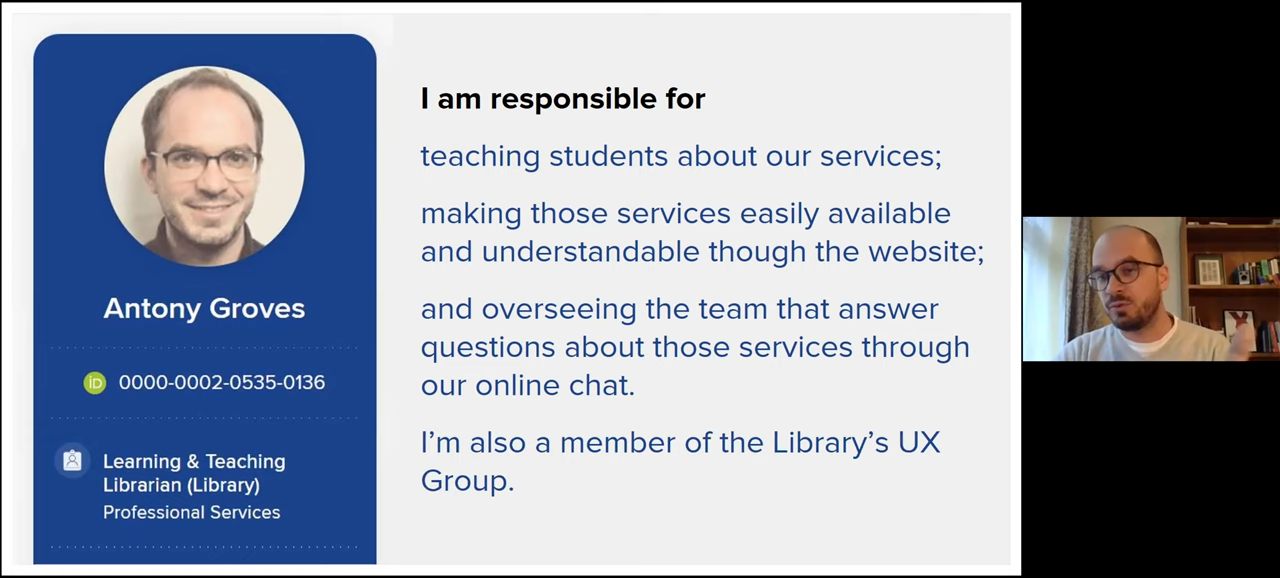 Antony Groves
iD 0000-0002-0535-0136
Learning & Teaching
Librarian (Library)
Professional Services
I am responsible for
teaching students about our services;
making those services easily available
and understandable though the website;
and overseeing the team that answer
questions about those services through
our online chat.
I'm also a member of the Library's UX
Group.